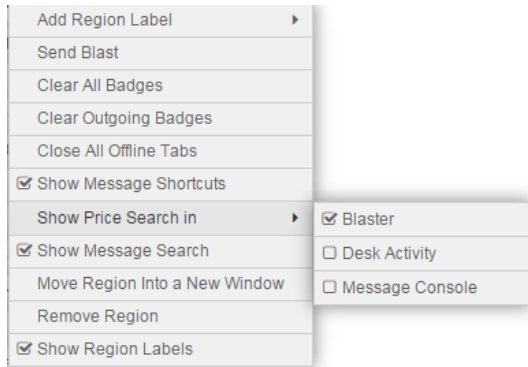 Add Region Label
Send Blast
Clear All Badges
Clear Outgoing Badges
Close All Offline Tabs
Show Message Shortcuts
Show Price Search in
Blaster
Show Message Search
Desk Activity
Move Region Into a New Window
Message Console
Remove Region
Show Region Labels